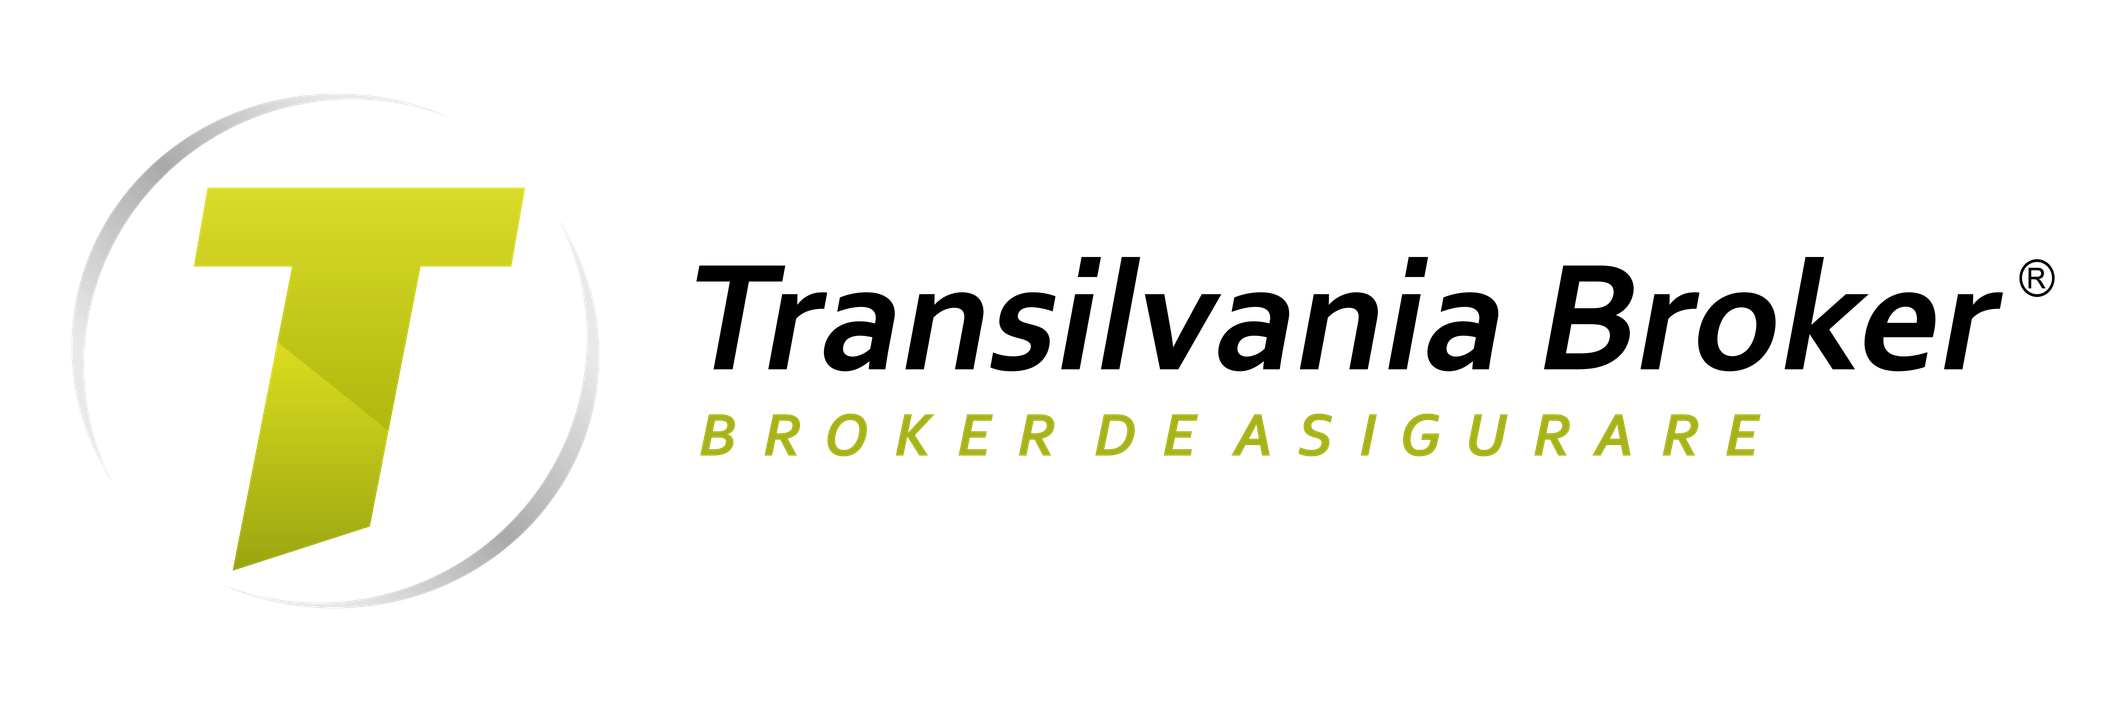 T
Transilvania Broker ®
BROKER DE ASIGURARE